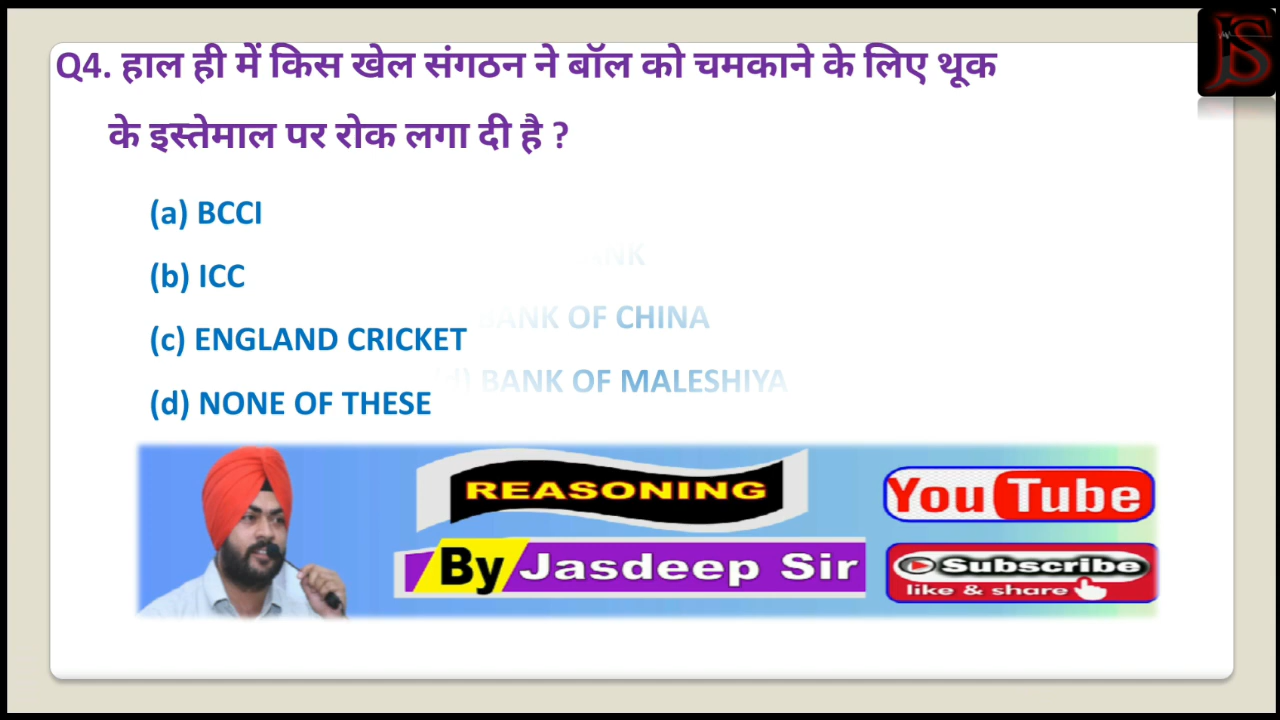 Q4. हाल ही में किस खेल संगठन ने बॉल को चमकाने के लिए थूक
के इस्तेमाल पर रोक लगा दी है ?
(a) BCCI
(b) ICC
BANK OF CHINA
(c) ENGLAND CRICKET
(d) BANK OF MALESHIYA
(d) NONE OF THESE
REASONING
By Jasdeep Sir
YouTube
Subscribe
like & share
JS